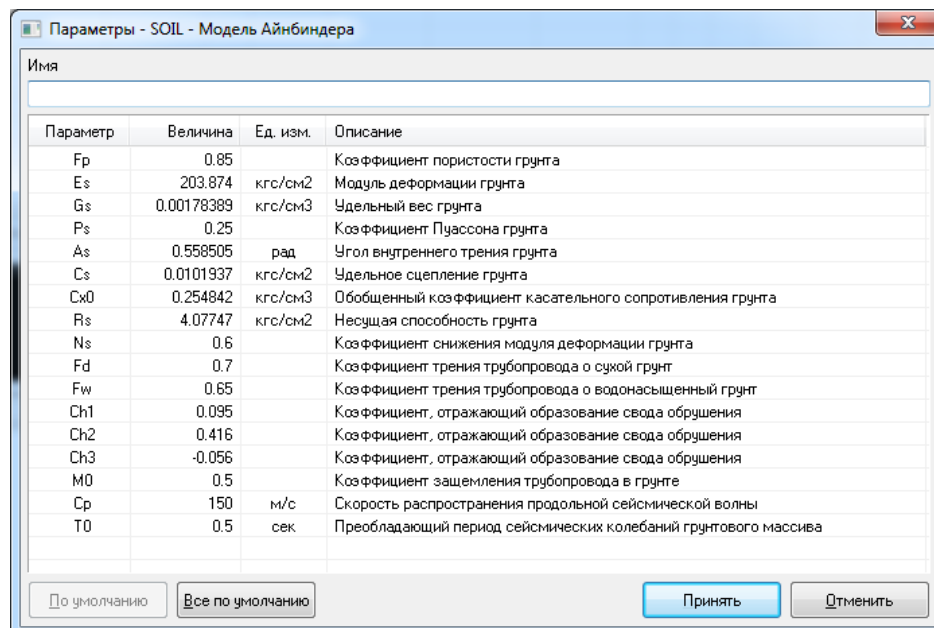 Параметры - SOIL - Модель Айнбиндера
Имя
Параметр Величина Ед. изм. Описание
Fp 0.85 Коэффициент пористости грунта
Es 203.874 кгс/см2 Модуль деформации грунта
Gs 0.00178389 кгс/см3 Удельный вес грунта
Ps 0.25 Коэффициент Пуассона грунта
As 0.558505 рад Угол внутреннего трения грунта
Cs 0.0101937 кгс/см2 Удельное сцепление грунта
Cx0 0.254842 кгс/см3 Обобщенный коэффициент касательного сопротивления грунта
Rs 4.07747 кгс/см2 Несущая способность грунта
Ns 0.6 Коэффициент снижения модуля деформации грунта
Fd 0.7 Коэффициент трения трубопровода о сухой грунт
Fw 0.65 Коэффициент трения трубопровода о водонасыщенный грунт
Ch1 0.095 Коэффициент, отражающий образование свода обрушения
Ch2 0.416 Коэффициент, отражающий образование свода обрушения
Ch3 -0.056 Коэффициент, отражающий образование свода обрушения
M0 0.5 Коэффициент защемления трубопровода в грунте
Cp 150 м/с Скорость распространения продольной сейсмической волны
T0 0.5 сек Преобладающий период сейсмических колебаний грунтового массива
По умолчанию Все по умолчанию Принять Отменить